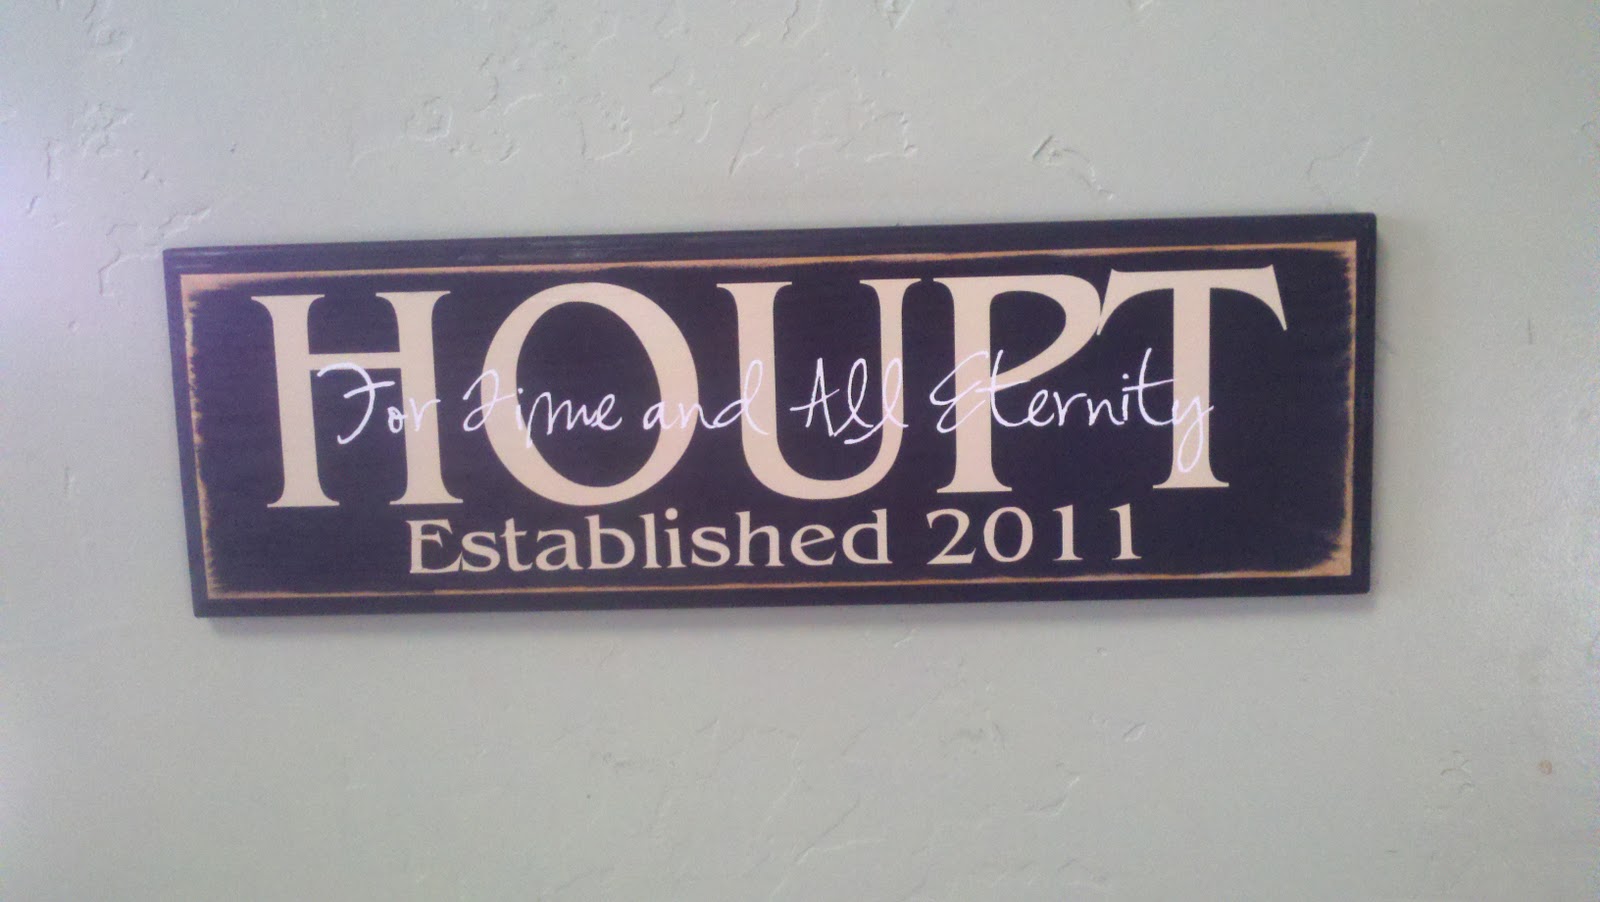 HOUPT
For Time and All Eternity
Established 2011